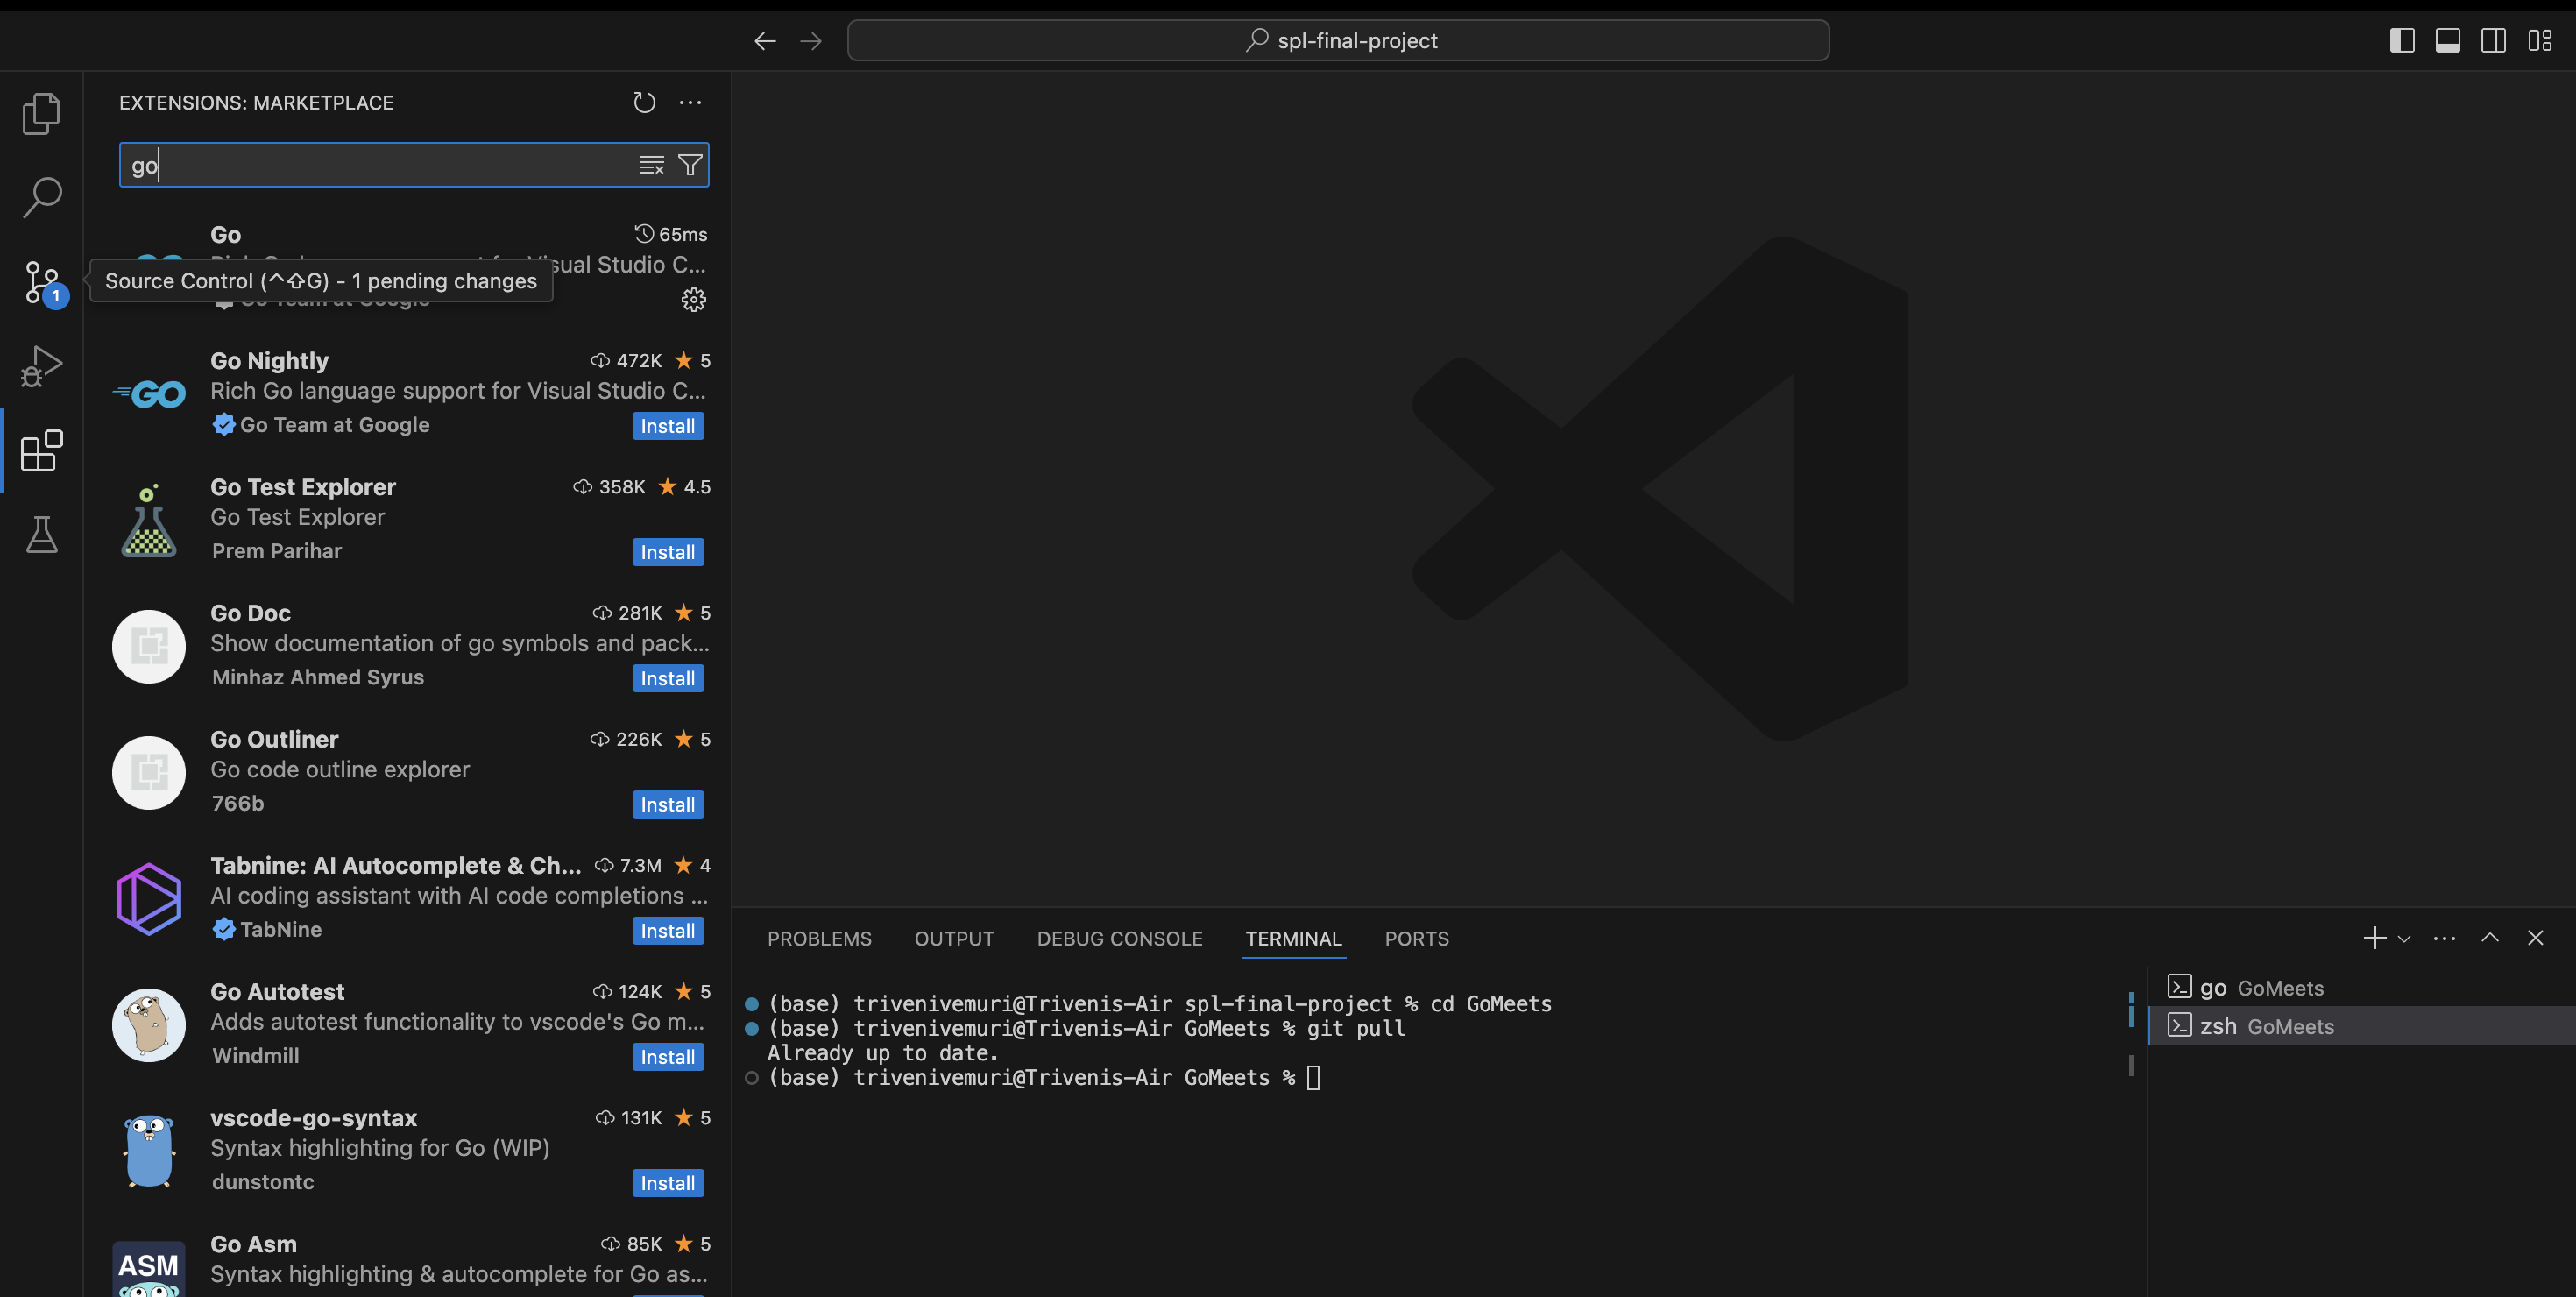 spl-final-project
EXTENSIONS: MARKETPLACE
go
Go
65ms
isual Studio C...
Source Control (^⇧G) - 1 pending changes
1
Go Team at Google
Go Nightly
472K ★ 5
GO
Rich Go language support for Visual Studio C...
Go Team at Google
Install
Go Test Explorer
358K ★ 4.5
Go Test Explorer
Prem Parihar
Install
Go Doc
281K ★ 5
Show documentation of go symbols and pack...
Minhaz Ahmed Syrus
Install
Go Outliner
226K ★ 5
Go code outline explorer
766b
Install
Tabnine: AI Autocomplete & Ch...
7.3M ★ 4
AI coding assistant with AI code completions ...
TabNine
Install
Go Autotest
124K ★ 5
Adds autotest functionality to vscode's Go m...
Windmill
Install
vscode-go-syntax
131K ★ 5
Syntax highlighting for Go (WIP)
dunstontc
Install
Go Asm
85K ★ 5
ASM
Syntax highlighting & autocomplete for Go as...
PROBLEMS OUTPUT DEBUG CONSOLE TERMINAL PORTS
(base) trivenivemuri@Trivenis-Air spl-final-project % cd GoMeets
(base) trivenivemuri@Trivenis-Air GoMeets % git pull
Already up to date.
(base) trivenivemuri@Trivenis-Air GoMeets %
go GoMeets
zsh GoMeets